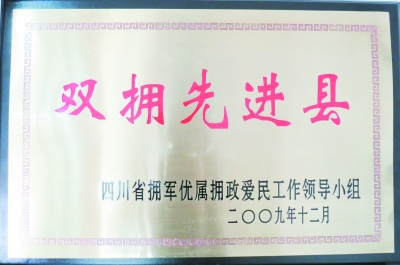 双拥先进县
四川省拥军优属拥政爱民工作领导小组
二〇〇九年十二月